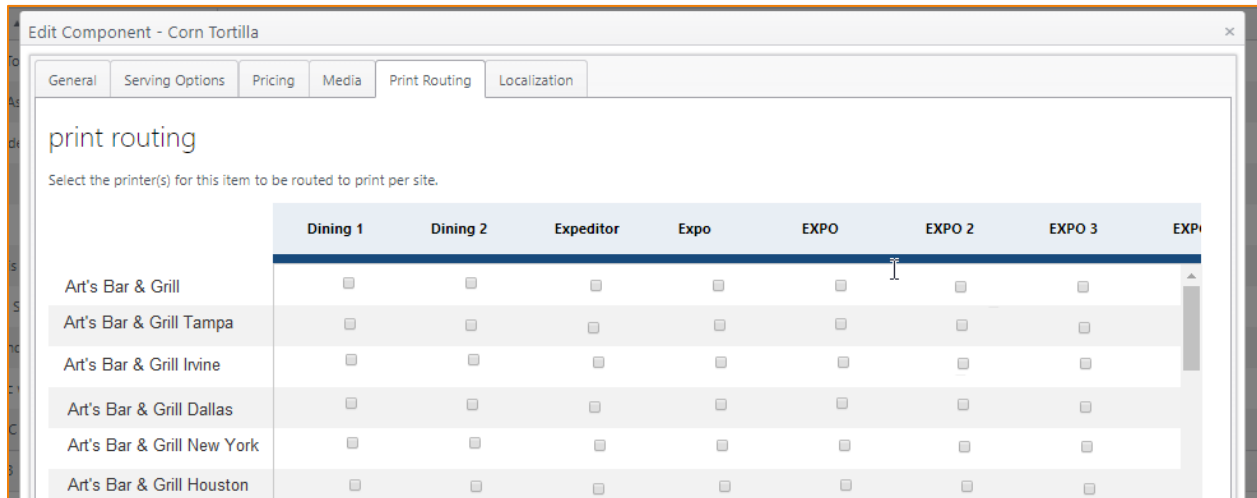 Edit Component - Corn Tortilla
General Serving Options Pricing Media Print Routing Localization
print routing
Select the printer(s) for this item to be routed to print per site.
Dining 1 Dining 2 Expeditor Expo EXPO EXPO 2 EXPO 3
Art's Bar & Grill
Art's Bar & Grill Tampa
Art's Bar & Grill Irvine
Art's Bar & Grill Dallas
Art's Bar & Grill New York
Art's Bar & Grill Houston